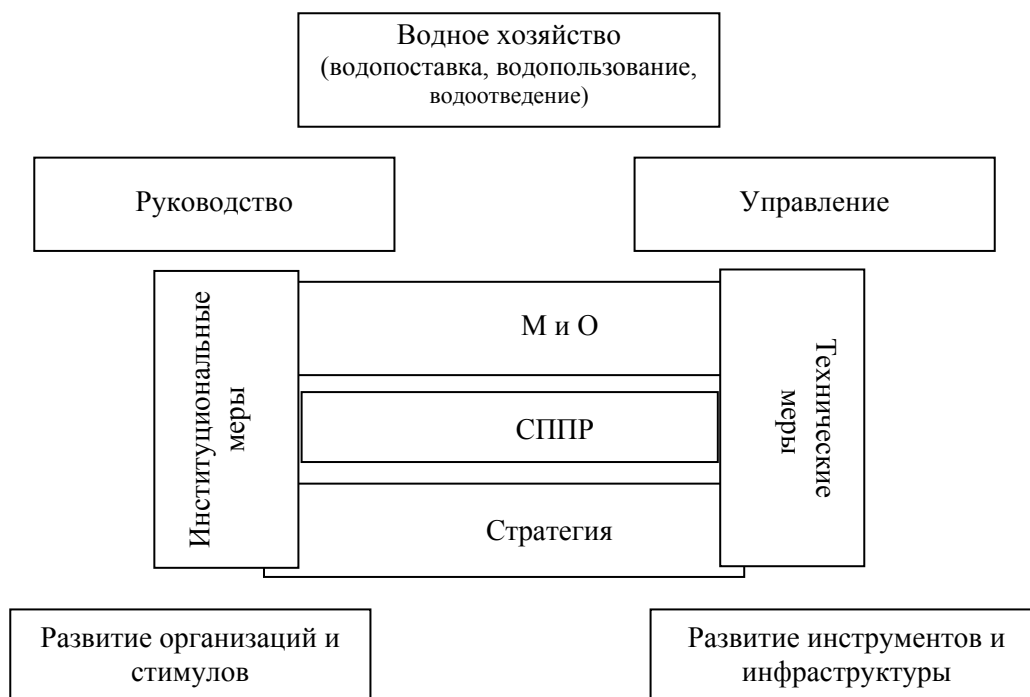 Водное хозяйство
(водопоставка, водопользование,
водоотведение)
Руководство
Управление
Институциональные
меры
М и О
СППР
Стратегия
Технические
меры
Развитие организаций и
стимулов
Развитие инструментов и
инфраструктуры